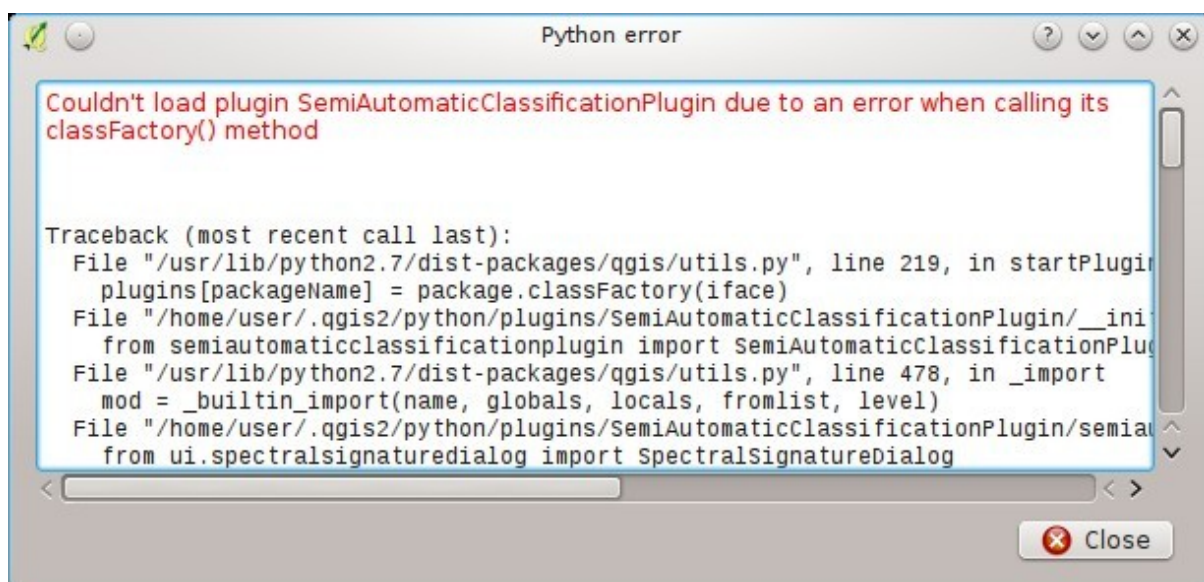 Python error
Couldn't load plugin SemiAutomaticClassificationPlugin due to an error when calling its
classFactory() method
Traceback (most recent call last):
File "/usr/lib/python2.7/dist-packages/qgis/utils.py", line 219, in startPlugin
plugins[packageName] = package.classFactory(iface)
File "/home/user/.qgis2/python/plugins/SemiAutomaticClassificationPlugin/__init
from semiautomaticclassificationplugin import SemiAutomaticClassificationPlug
File "/usr/lib/python2.7/dist-packages/qgis/utils.py", line 478, in _import
mod = _builtin_import(name, globals, locals, fromlist, level)
File "/home/user/.qgis2/python/plugins/SemiAutomaticClassificationPlugin/semiau
from ui.spectralsignaturedialog import SpectralSignatureDialog
Close